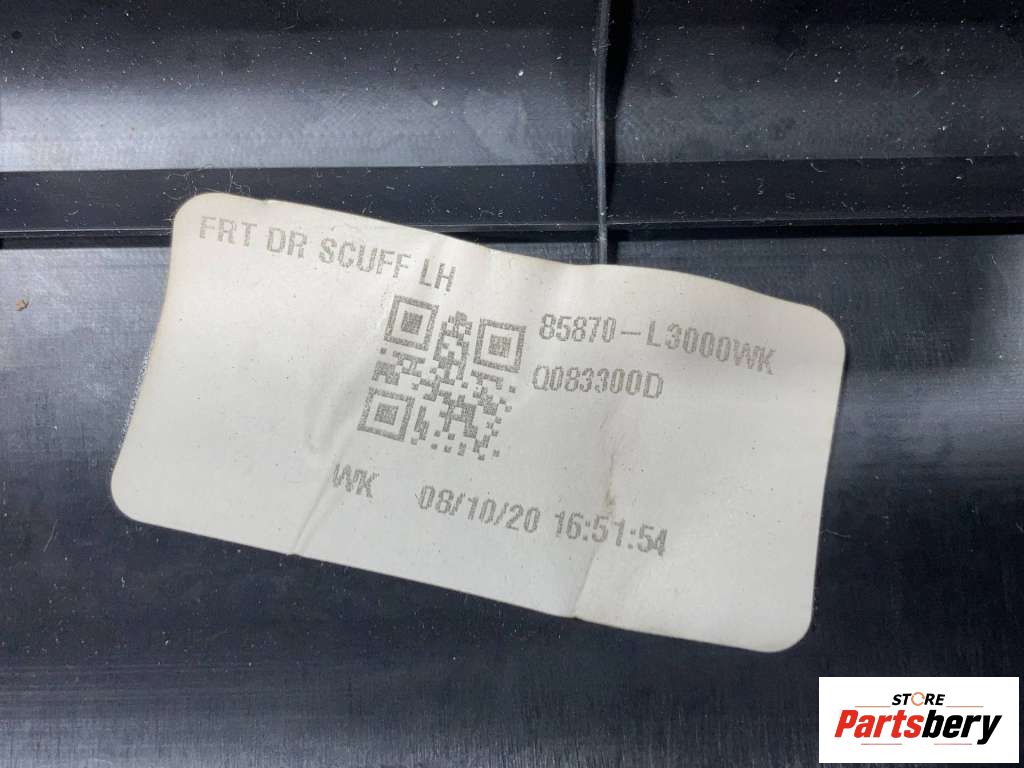 FRT DR SCUFF LH
85870-L3000WK
Q083300D
WK 08/10/20 16:51:54
STORE
Partsbery